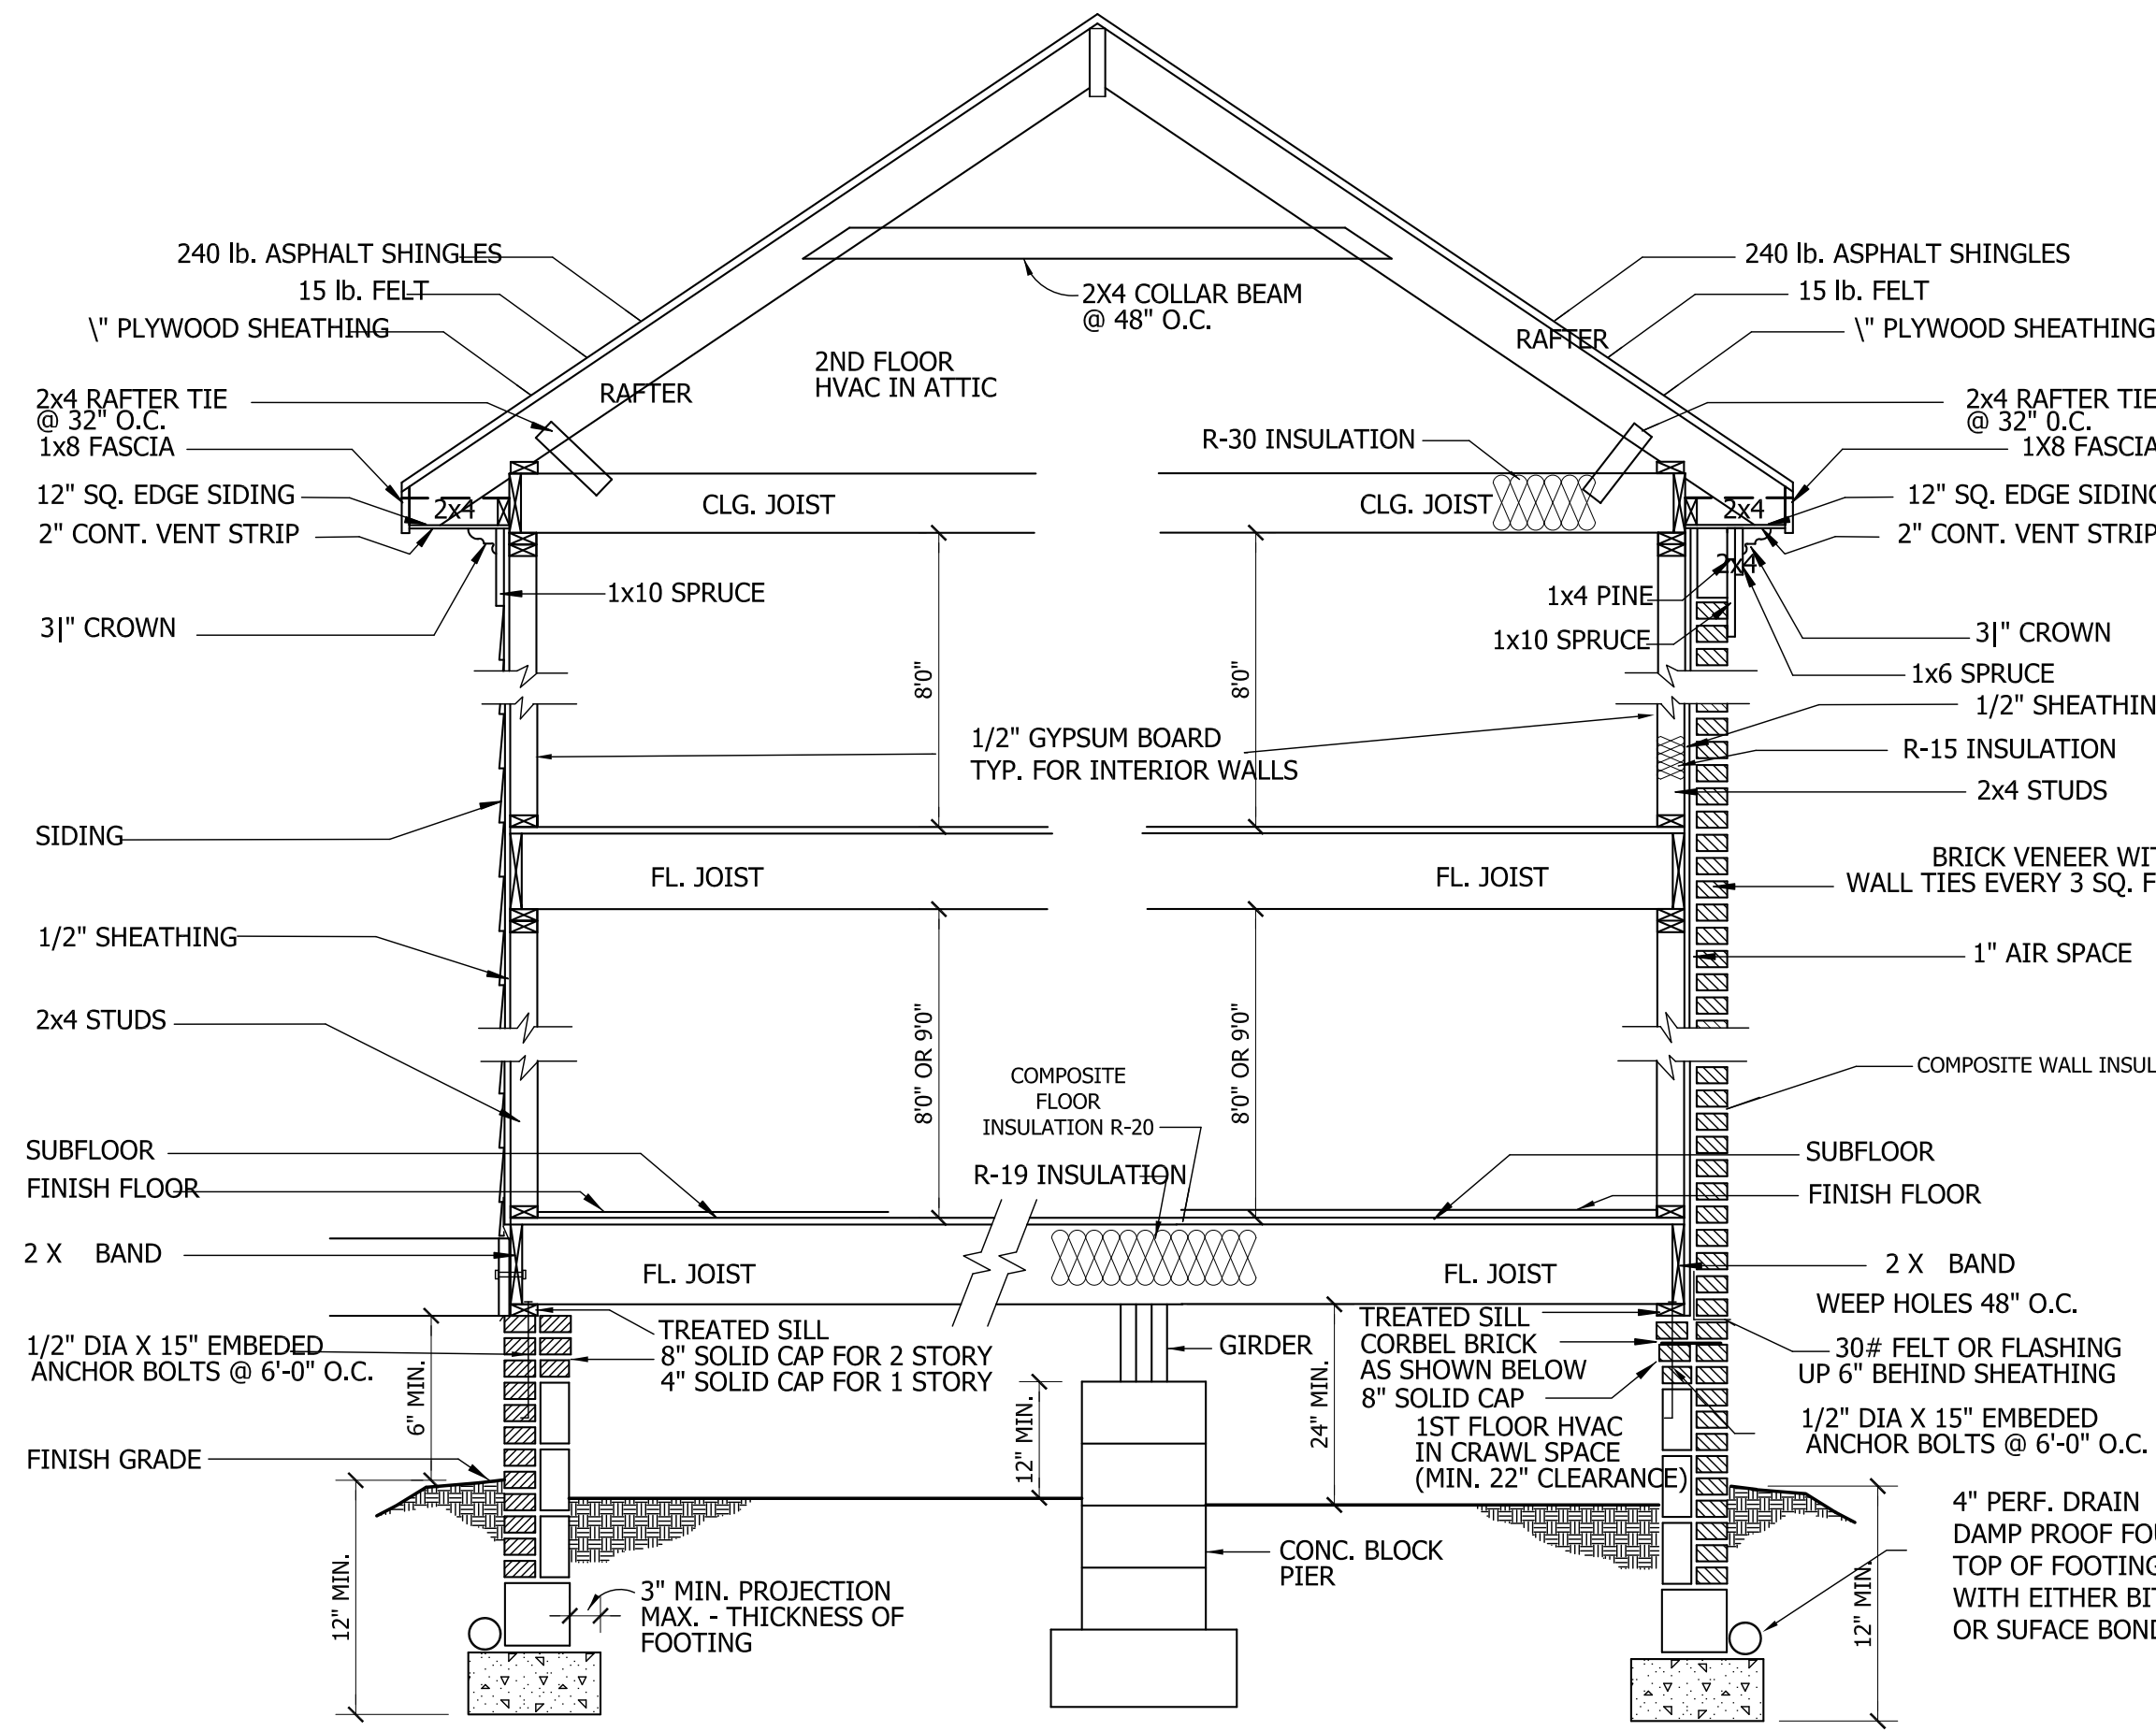 240 lb. ASPHALT SHINGLES
15 lb. FELT
\" PLYWOOD SHEATHING
2x4 RAFTER TIE
@ 32" O.C.
1x8 FASCIA
12" SQ. EDGE SIDING
2" CONT. VENT STRIP
3|" CROWN
SIDING
1/2" SHEATHING
2x4 STUDS
SUBFLOOR
FINISH FLOOR
2 X BAND
1/2" DIA X 15" EMBEDED
ANCHOR BOLTS @ 6'-0" O.C.
FINISH GRADE
6" MIN.
12" MIN.
RAFTER
2x4
1x10 SPRUCE
2X4 COLLAR BEAM
@ 48" O.C.
2ND FLOOR
HVAC IN ATTIC
R-30 INSULATION
CLG. JOIST
CLG. JOIST
8'0"
8'0"
1/2" GYPSUM BOARD
TYP. FOR INTERIOR WALLS
FL. JOIST
FL. JOIST
8'0" OR 9'0"
8'0" OR 9'0"
COMPOSITE
FLOOR
INSULATION R-20
R-19 INSULATION
FL. JOIST
FL. JOIST
TREATED SILL
8" SOLID CAP FOR 2 STORY
4" SOLID CAP FOR 1 STORY
GIRDER
12" MIN.
24" MIN.
TREATED SILL
CORBEL BRICK
AS SHOWN BELOW
8" SOLID CAP
1ST FLOOR HVAC
IN CRAWL SPACE
(MIN. 22" CLEARANCE)
3" MIN. PROJECTION
MAX. - THICKNESS OF
FOOTING
CONC. BLOCK
PIER
RAFTER
240 lb. ASPHALT SHINGLES
15 lb. FELT
\" PLYWOOD SHEATHING
2x4 RAFTER TIE
@ 32" 0.C.
1X8 FASCIA
12" SQ. EDGE SIDING
2" CONT. VENT STRIP
2x4
2x4
1x4 PINE
1x10 SPRUCE
3|" CROWN
1x6 SPRUCE
1/2" SHEATHIN
R-15 INSULATION
2x4 STUDS
BRICK VENEER WIT
WALL TIES EVERY 3 SQ. F
1" AIR SPACE
COMPOSITE WALL INSUL
SUBFLOOR
FINISH FLOOR
2 X BAND
WEEP HOLES 48" O.C.
30# FELT OR FLASHING
UP 6" BEHIND SHEATHING
1/2" DIA X 15" EMBEDED
ANCHOR BOLTS @ 6'-0" O.C.
12" MIN.
4" PERF. DRAIN
DAMP PROOF FOU
TOP OF FOOTING
WITH EITHER BIT
OR SUFACE BOND